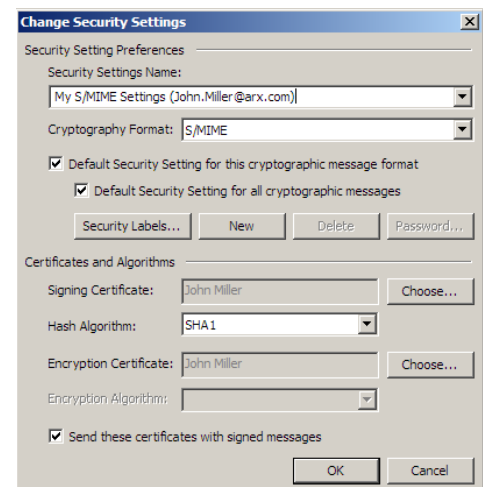 Change Security Settings
Security Setting Preferences
Security Settings Name:
My S/MIME Settings (John.Miller@arx.com)
Cryptography Format: S/MIME
Default Security Setting for this cryptographic message format
Default Security Setting for all cryptographic messages
Security Labels... New Delete Password...
Certificates and Algorithms
Signing Certificate: John Miller Choose...
Hash Algorithm: SHA1
Encryption Certificate: John Miller Choose...
Encryption Algorithm:
Send these certificates with signed messages
OK Cancel